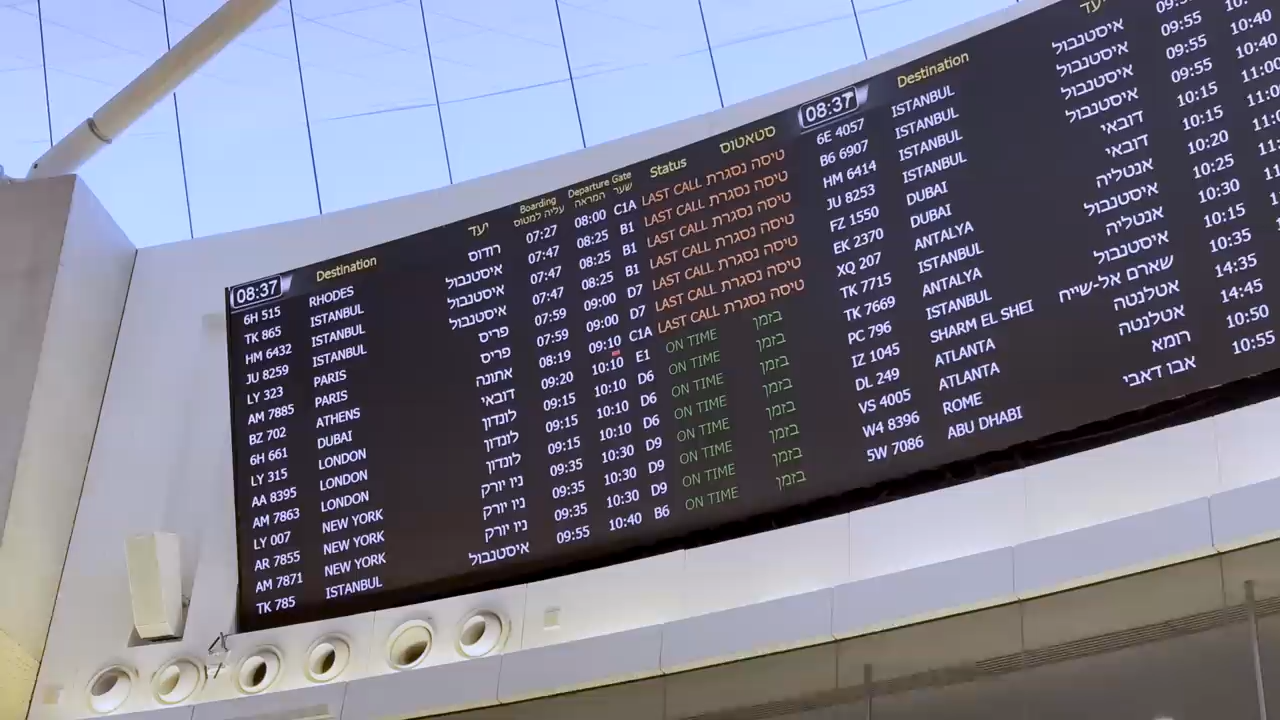 08:37 Destination יעד Boarding עליה למטוס Departure המראה Gate שער Status סטאטוס
6H 515 RHODES רודוס 07:27 08:00 C1A LAST CALL טיסה נסגרת
TK 865 ISTANBUL איסטנבול 07:47 08:25 B1 LAST CALL טיסה נסגרת
HM 6432 ISTANBUL איסטנבול 07:47 08:25 B1 LAST CALL טיסה נסגרת
JU 8259 ISTANBUL איסטנבול 07:47 08:25 B1 LAST CALL טיסה נסגרת
LY 323 PARIS פריס 07:59 09:00 D7 LAST CALL טיסה נסגרת
AM 7885 PARIS פריס 07:59 09:00 D7 LAST CALL טיסה נסגרת
BZ 702 ATHENS אתונה 08:19 09:10 C1A LAST CALL טיסה נסגרת
6H 661 DUBAI דובאי 09:20 10:10 E1 ON TIME בזמן
LY 315 LONDON לונדון 09:15 10:10 D6 ON TIME בזמן
AA 8395 LONDON לונדון 09:15 10:10 D6 ON TIME בזמן
AM 7863 LONDON לונדון 09:15 10:10 D6 ON TIME בזמן
LY 007 NEW YORK ניו יורק 09:35 10:30 D9 ON TIME בזמן
AR 7855 NEW YORK ניו יורק 09:35 10:30 D9 ON TIME בזמן
AM 7871 NEW YORK ניו יורק 09:35 10:30 D9 ON TIME בזמן
TK 785 ISTANBUL איסטנבול 09:55 10:40 B6 ON TIME בזמן
08:37 Destination יעד
6E 4057 ISTANBUL איסטנבול
B6 6907 ISTANBUL איסטנבול 09:55
HM 6414 ISTANBUL איסטנבול 09:55 10:40
JU 8253 ISTANBUL איסטנבול 09:55 10:40
FZ 1550 DUBAI דובאי 10:15 11:00
EK 2370 DUBAI דובאי 10:15
XQ 207 ANTALYA אנטליה 10:20
TK 7715 ISTANBUL איסטנבול 10:25
TK 7669 ANTALYA אנטליה 10:30
PC 796 ISTANBUL איסטנבול 10:15
IZ 1045 SHARM EL SHEI שארם אל-שייח 10:35
DL 249 ATLANTA אטלנטה 14:35
VS 4005 ATLANTA אטלנטה 14:45
W4 8396 ROME רומא 10:50
5W 7086 ABU DHABI אבו דאבי 10:55